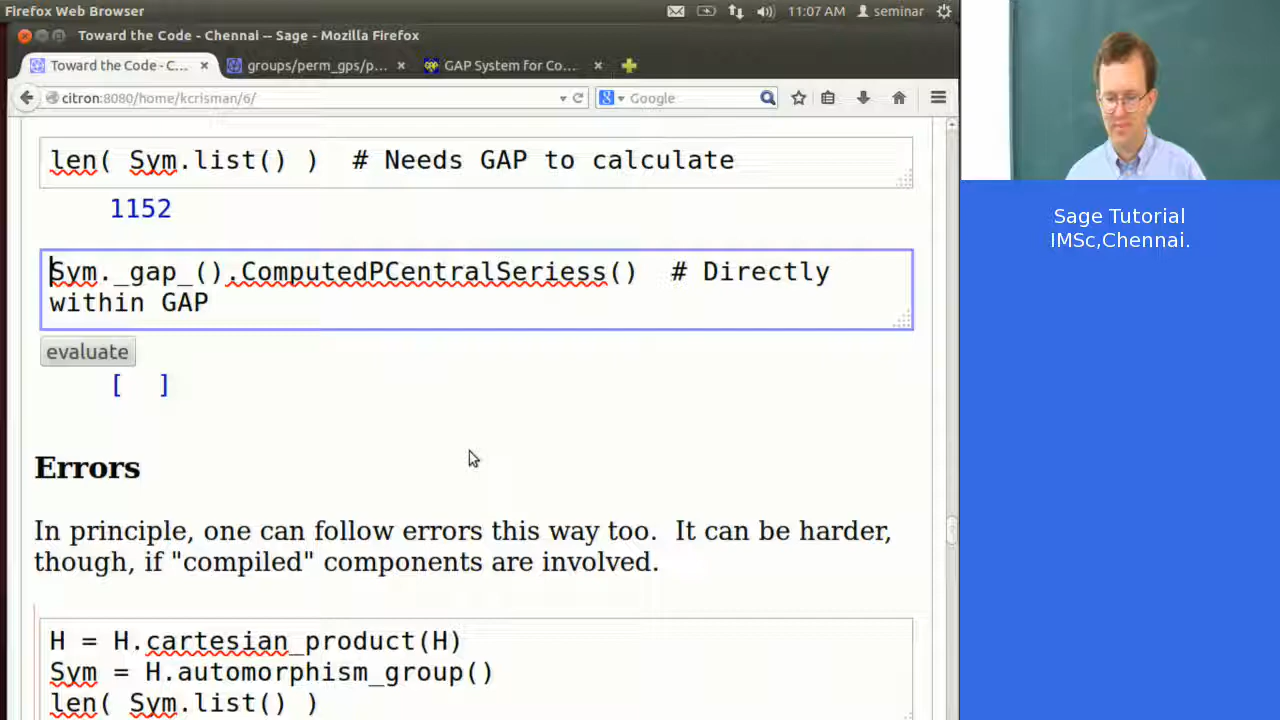 Firefox Web Browser
11:07 AM
seminar
Toward the Code - Chennai -- Sage - Mozilla Firefox
Toward the Code - C...
groups/perm_gps/p...
GAP System for Co...
citron:8080/home/kcrisman/6/
Google
len( Sym.list() )  # Needs GAP to calculate
1152
Sym._gap_().ComputedPCentralSeriess()  # Directly
within GAP
evaluate
[  ]
Errors
In principle, one can follow errors this way too.  It can be harder,
though, if "compiled" components are involved.
H = H.cartesian_product(H)
Sym = H.automorphism_group()
len( Sym.list() )
Sage Tutorial
IMSc,Chennai.